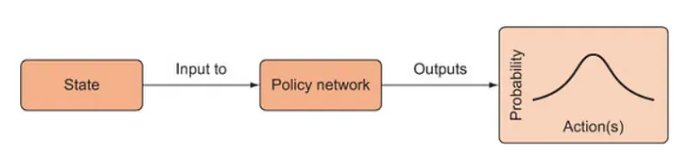 State
Input to
Policy network
Outputs
Probability
Action(s)